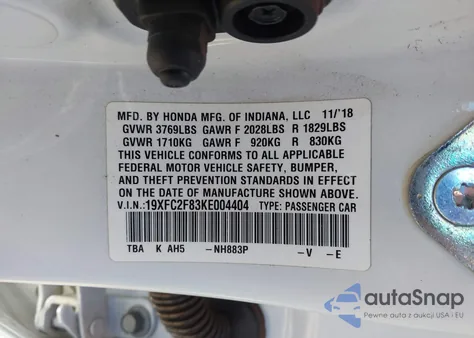 MFD. BY HONDA MFG. OF INDIANA, LLC 11/'18
GVWR 3769LBS GAWR F 2028LBS R 1829LBS
GVWR 1710KG GAWR F 920KG R 830KG
THIS VEHICLE CONFORMS TO ALL APPLICABLE
FEDERAL MOTOR VEHICLE SAFETY, BUMPER,
AND THEFT PREVENTION STANDARDS IN EFFECT
ON THE DATE OF MANUFACTURE SHOWN ABOVE.
V.I.N.: 19XFC2F83KE004404 TYPE: PASSENGER CAR
TBA K AH5 -NH883P -V -E
autoSnap
Pewne auta z aukcji USA i EU